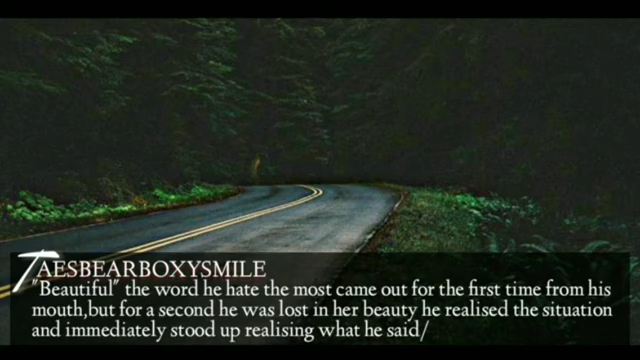 TAESBEARBOXYSMILE
"Beautiful" the word he hate the most came out for the first time from his
mouth,but for a second he was lost in her beauty he realised the situation
and immediately stood up realising what he said/